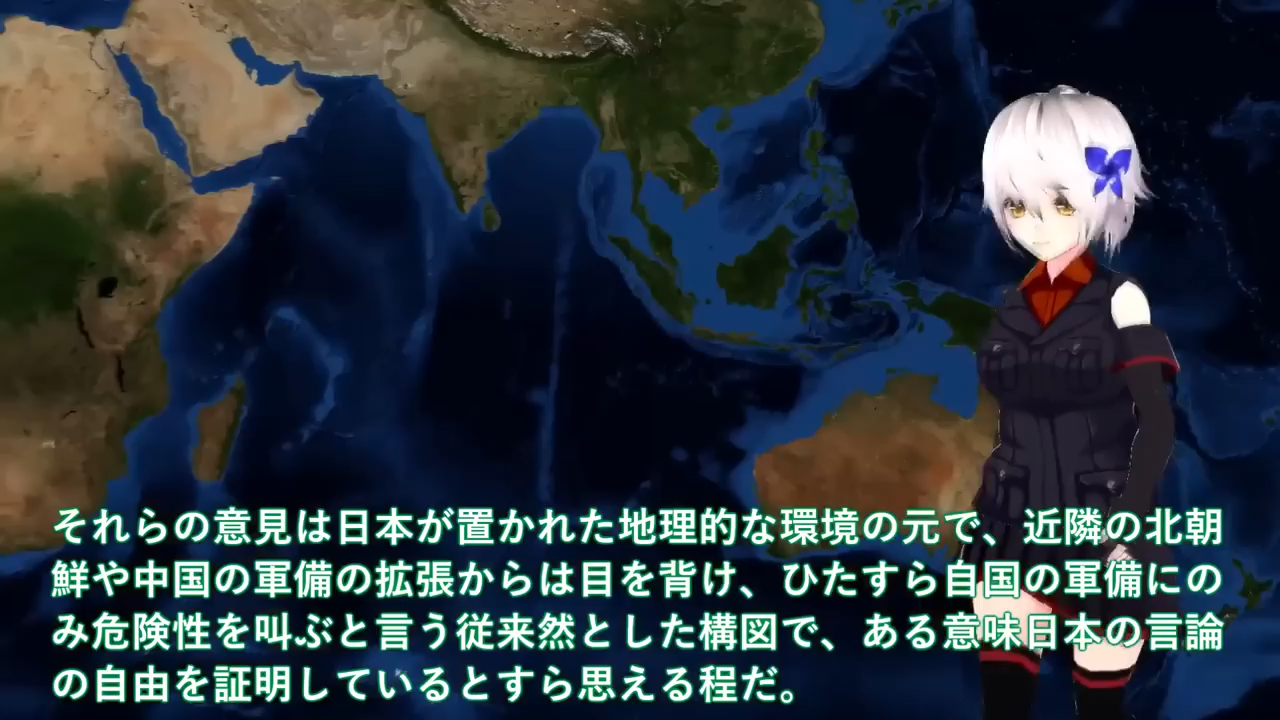 それらの意見は日本が置かれた地理的な環境の元で、近隣の北朝
鮮や中国の軍備の拡張からは目を背け、ひたすら自国の軍備にの
み危険性を叫ぶと言う従来然とした構図で、ある意味日本の言論
の自由を証明しているとすら思える程だ。